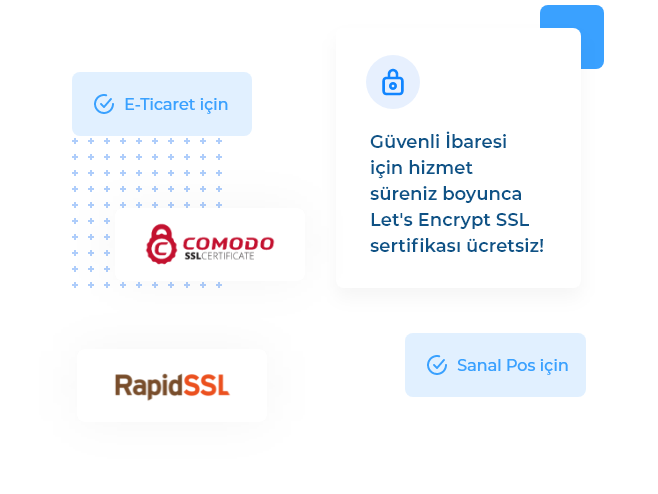 E-Ticaret için
Güvenli İbaresi
için hizmet
süreniz boyunca
Let's Encrypt SSL
sertifikası ücretsiz!
C COMODO
SSLCERTIFICATE
RapidSSL
Sanal Pos için